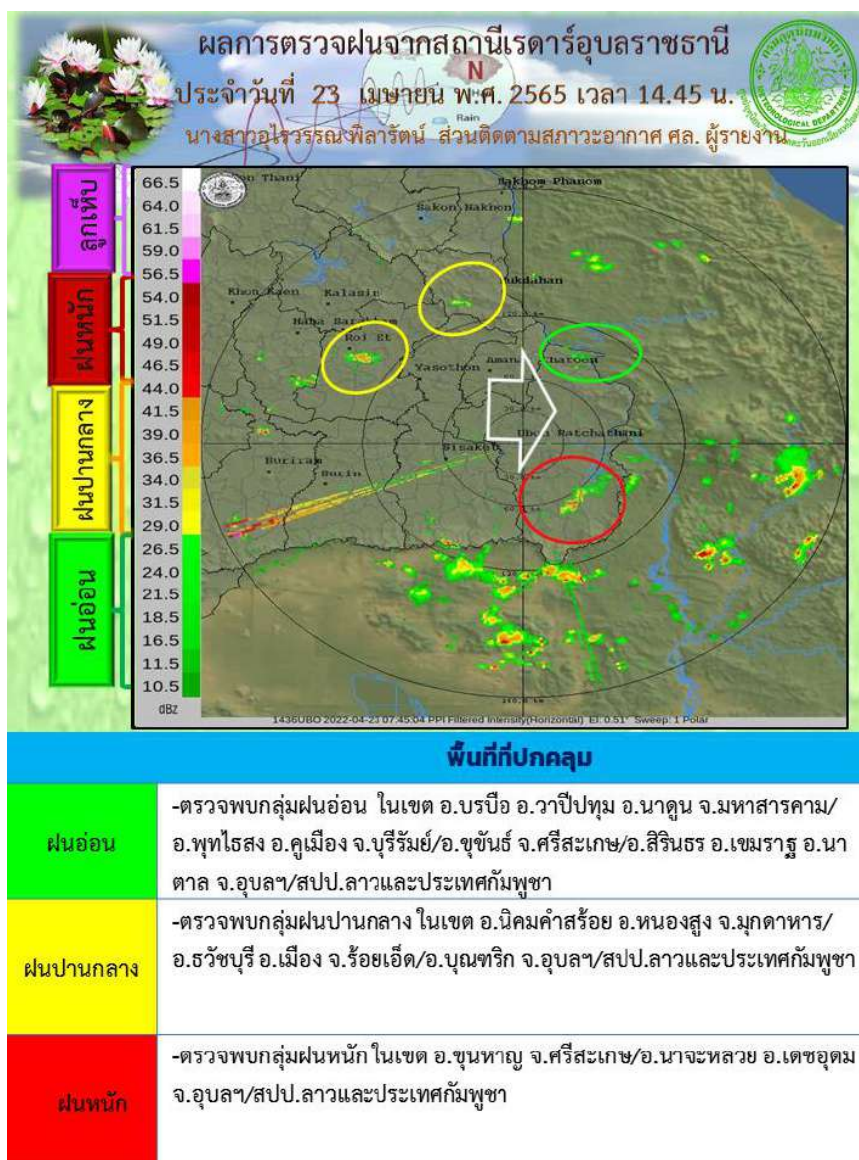 ผลการตรวจฝนจากสถานีเรดาร์อุบลราชธานี
N
ประจำวันที่ 23 เมษายน พ.ศ. 2565 เวลา 14.45 น.
Rain
นางสาวอุไรวรรณ พิลารัตน์ ส่วนติดตามสภาวะอากาศ ศล. ผู้รายงาน
กรมอุตุนิยมวิทยา
METEOROLOGICAL DEPARTMENT
ลูกเห็บ
ฝนหนัก
ฝนปานกลาง
ฝนอ่อน
66.5
64.0
61.5
59.0
56.5
54.0
51.5
49.0
46.5
44.0
41.5
39.0
36.5
34.0
31.5
29.0
26.5
24.0
21.5
18.5
16.5
11.5
10.5
dBz
Nakhom Phanom
Sakon Nakhon
Mukdahan
Khon Kaen
Kalasin
Maha Sarakham
Roi Et
Yasothon
Amnat Charoen
Ubon Ratchathani
Sisaket
Buriram
Surin
1436UBO 2022-04-23 07:45:04 PPI Filtered Intensity(Horizontal) El: 0.51° Sweep: 1 Polar
พื้นที่ที่ปกคลุม
ฝนอ่อน
-ตรวจพบกลุ่มฝนอ่อน ในเขต อ.บรบือ อ.วาปีปทุม อ.นาดูน จ.มหาสารคาม/
อ.พุทไธสง อ.คูเมือง จ.บุรีรัมย์/อ.ขุขันธ์ จ.ศรีสะเกษ/อ.สิรินธร อ.เขมราฐ อ.นา
ตาล จ.อุบลฯ/สปป.ลาวและประเทศกัมพูชา
ฝนปานกลาง
-ตรวจพบกลุ่มฝนปานกลาง ในเขต อ.นิคมคำสร้อย อ.หนองสูง จ.มุกดาหาร/
อ.ธวัชบุรี อ.เมือง จ.ร้อยเอ็ด/อ.บุณฑริก จ.อุบลฯ/สปป.ลาวและประเทศกัมพูชา
ฝนหนัก
-ตรวจพบกลุ่มฝนหนัก ในเขต อ.ขุนหาญ จ.ศรีสะเกษ/อ.นาจะหลวย อ.เดชอุดม
จ.อุบลฯ/สปป.ลาวและประเทศกัมพูชา